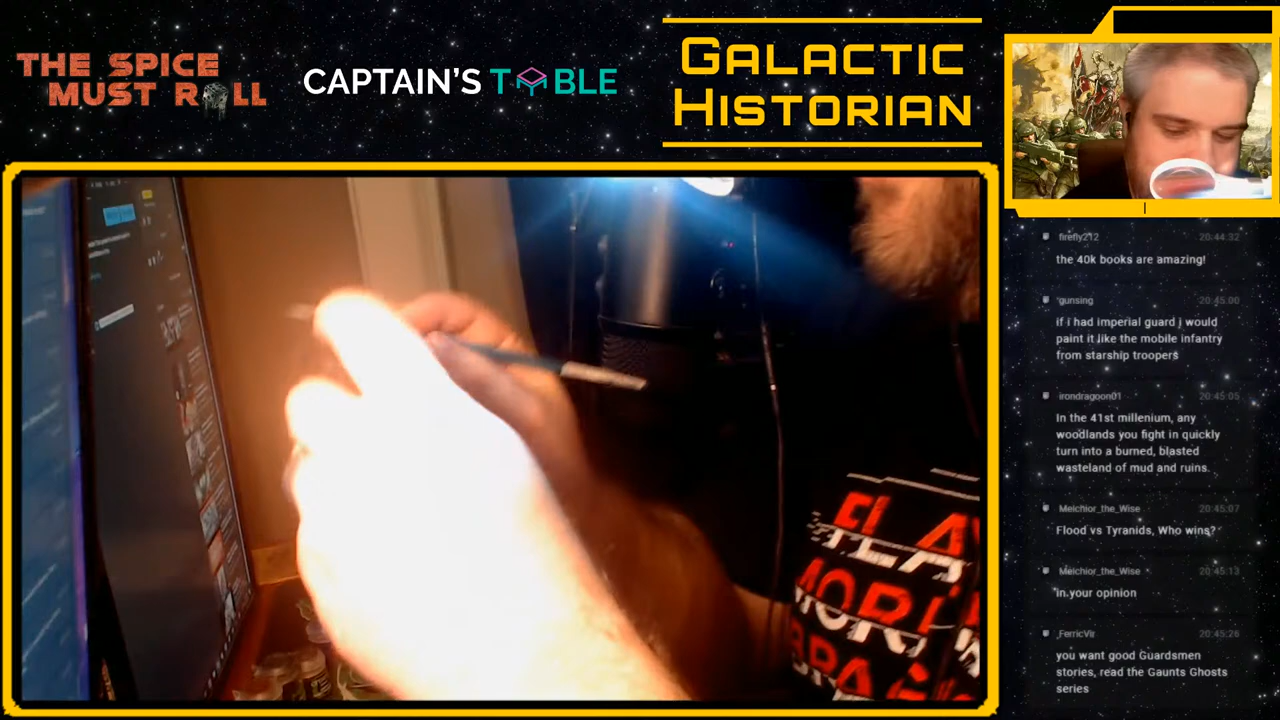 THE SPICE
MUST ROLL
CAPTAIN'S TABLE
GALACTIC
HISTORIAN
firefly212 20:44:32
the 40k books are amazing!
gunsing 20:45:00
if i had imperial guard i would
paint it like the mobile infantry
from starship troopers
irondragoon01 20:45:05
In the 41st millenium, any
woodlands you fight in quickly
turn into a burned, blasted
wasteland of mud and ruins.
Melchior_the_Wise 20:45:07
Flood vs Tyranids, Who wins?
Melchior_the_Wise 20:45:13
in your opinion
FerricVir 20:45:26
you want good Guardsmen
stories, read the Gaunts Ghosts
series
PLAY
MORE